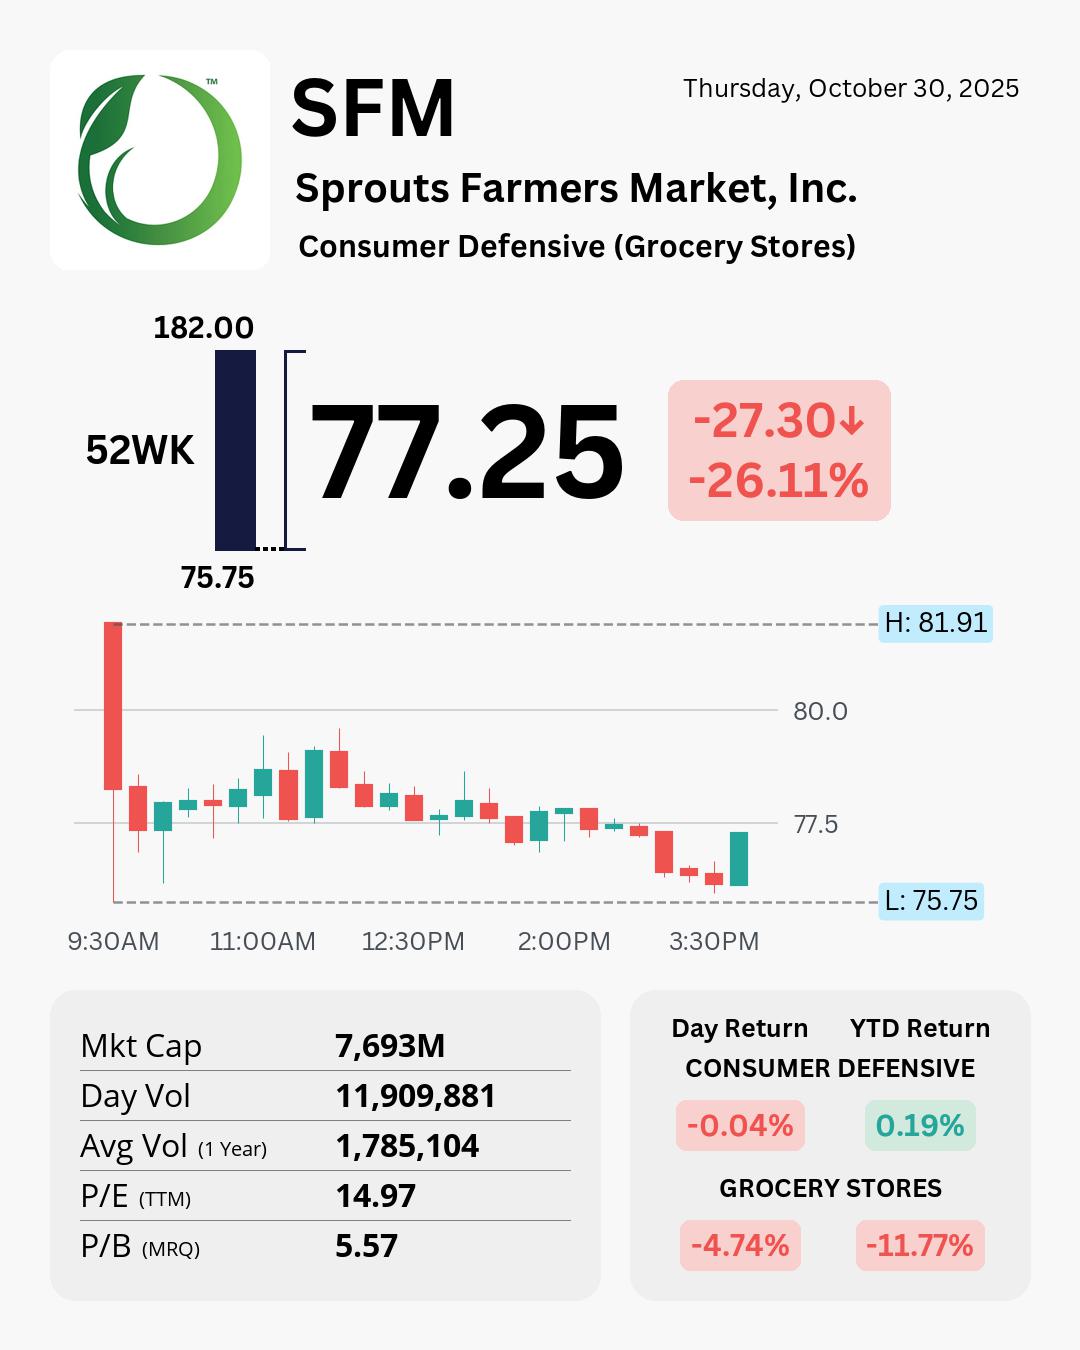 ™
SFM
Thursday, October 30, 2025
Sprouts Farmers Market, Inc.
Consumer Defensive (Grocery Stores)
182.00
52WK
77.25
-27.30↓
-26.11%
75.75
H: 81.91
80.0
77.5
L: 75.75
9:30AM 11:00AM 12:30PM 2:00PM 3:30PM
Mkt Cap 7,693M
Day Vol 11,909,881
Avg Vol (1 Year) 1,785,104
P/E (TTM) 14.97
P/B (MRQ) 5.57
Day Return YTD Return
CONSUMER DEFENSIVE
-0.04% 0.19%
GROCERY STORES
-4.74% -11.77%